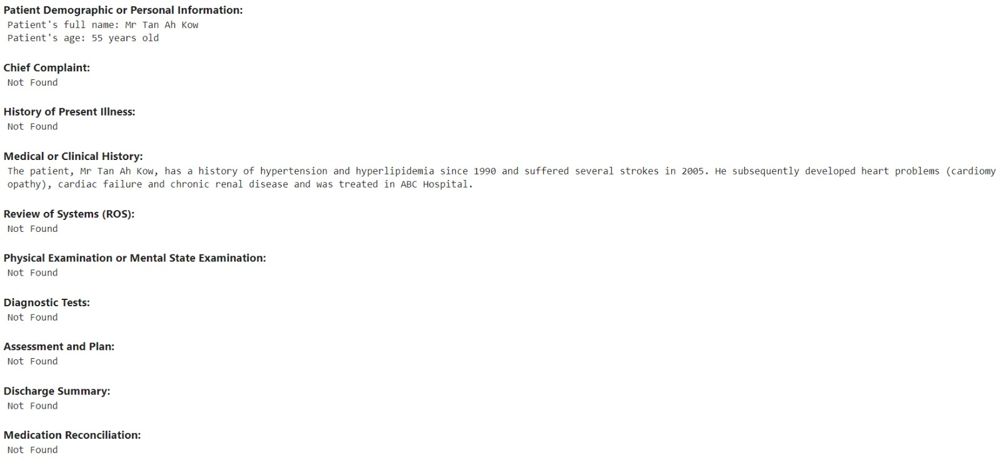 Patient Demographic or Personal Information:
Patient's full name: Mr Tan Ah Kow
Patient's age: 55 years old
Chief Complaint:
Not Found
History of Present Illness:
Not Found
Medical or Clinical History:
The patient, Mr Tan Ah Kow, has a history of hypertension and hyperlipidemia since 1990 and suffered several strokes in 2005. He subsequently developed heart problems (cardiomy
opathy), cardiac failure and chronic renal disease and was treated in ABC Hospital.
Review of Systems (ROS):
Not Found
Physical Examination or Mental State Examination:
Not Found
Diagnostic Tests:
Not Found
Assessment and Plan:
Not Found
Discharge Summary:
Not Found
Medication Reconciliation:
Not Found